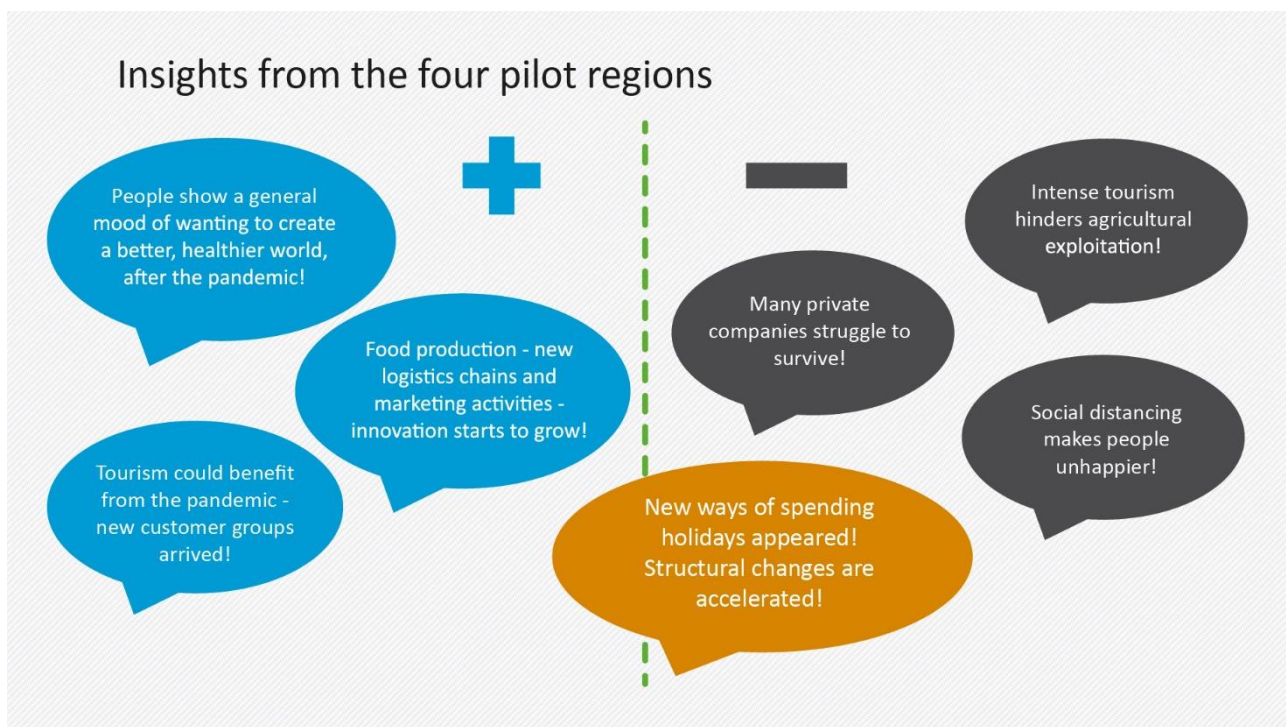 Insights from the four pilot regions
People show a general
mood of wanting to create
a better, healthier world,
after the pandemic!
Food production - new
logistics chains and
marketing activities -
innovation starts to grow!
Tourism could benefit
from the pandemic -
new customer groups
arrived!
Intense tourism
hinders agricultural
exploitation!
Many private
companies struggle to
survive!
Social distancing
makes people
unhappier!
New ways of spending
holidays appeared!
Structural changes are
accelerated!